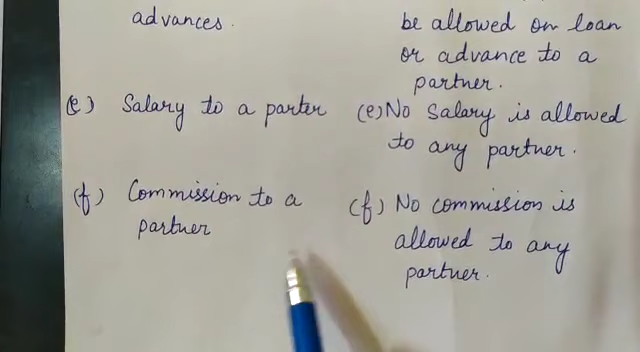 advances.
be allowed on loan
or advance to a
partner.
(e) Salary to a parter
(e) No Salary is allowed
to any partner.
(f) Commission to a
partner
(f) No commission is
allowed to any
partner.